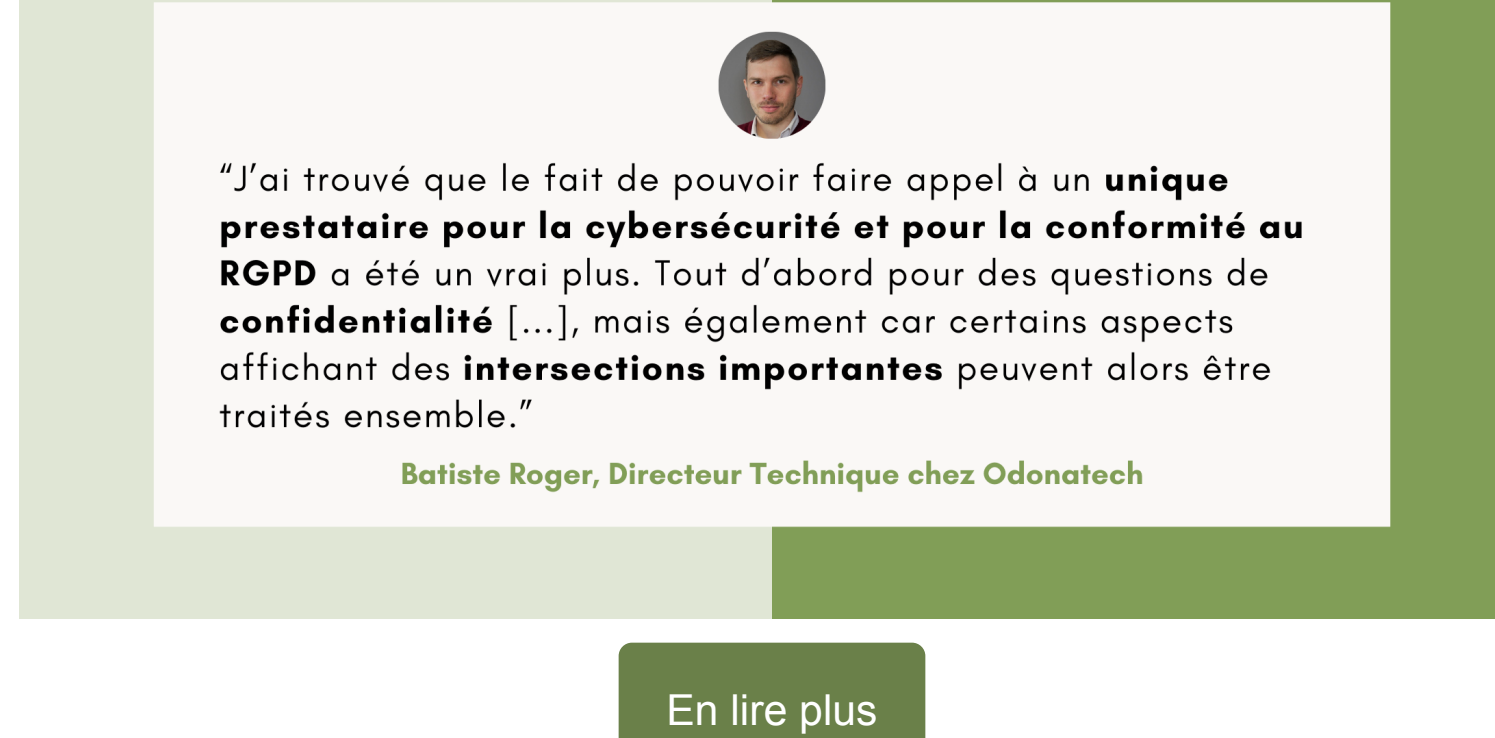 “J’ai trouvé que le fait de pouvoir faire appel à un unique
prestataire pour la cybersécurité et pour la conformité au
RGPD a été un vrai plus. Tout d’abord pour des questions de
confidentialité [...], mais également car certains aspects
affichant des intersections importantes peuvent alors être
traités ensemble.”
Batiste Roger, Directeur Technique chez Odonatech
En lire plus